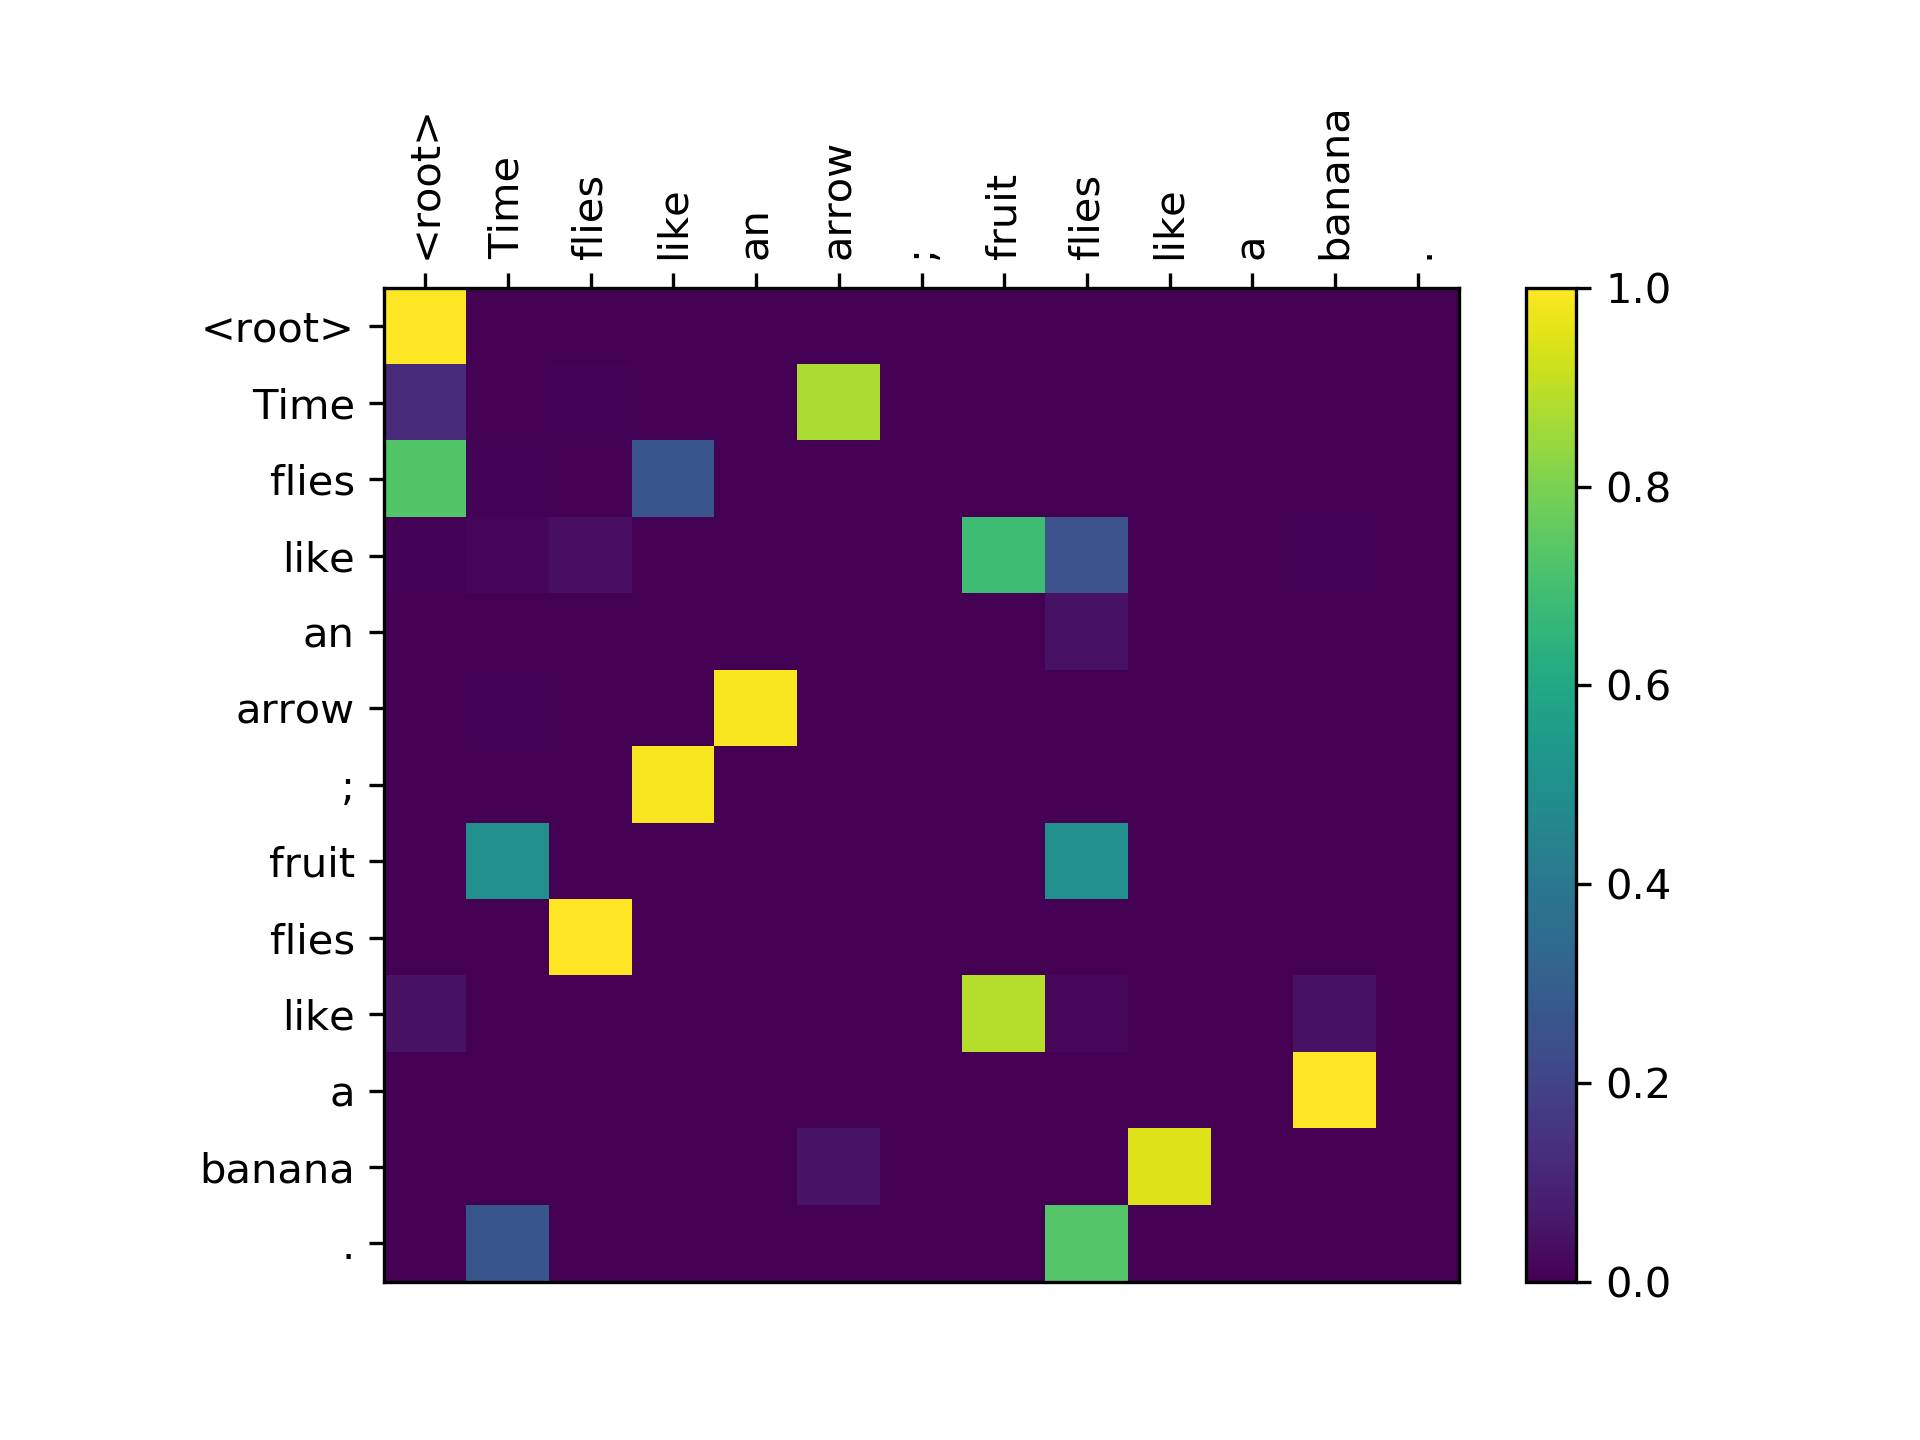 <root> Time flies like an arrow ; fruit flies like a banana .
<root>
Time
flies
like
an
arrow
;
fruit
flies
like
a
banana
.
1.0
0.8
0.6
0.4
0.2
0.0